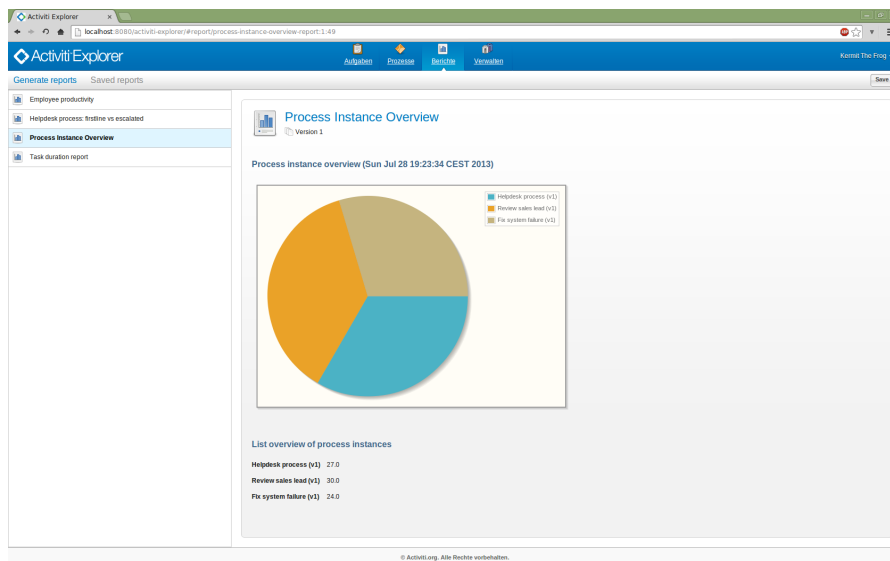 Activiti Explorer
localhost:8080/activiti-explorer/#report/process-instance-overview-report:1:49
Activiti Explorer
Aufgaben Prozesse Berichte Verwalten
Kermit The Frog
Generate reports Saved reports
Save
Employee productivity
Helpdesk process: firstline vs escalated
Process Instance Overview
Task duration report
Process Instance Overview
Version 1
Process instance overview (Sun Jul 28 19:23:34 CEST 2013)
Helpdesk process (v1)
Review sales lead (v1)
Fix system failure (v1)
List overview of process instances
Helpdesk process (v1) 27.0
Review sales lead (v1) 30.0
Fix system failure (v1) 24.0
© Activiti.org. Alle Rechte vorbehalten.